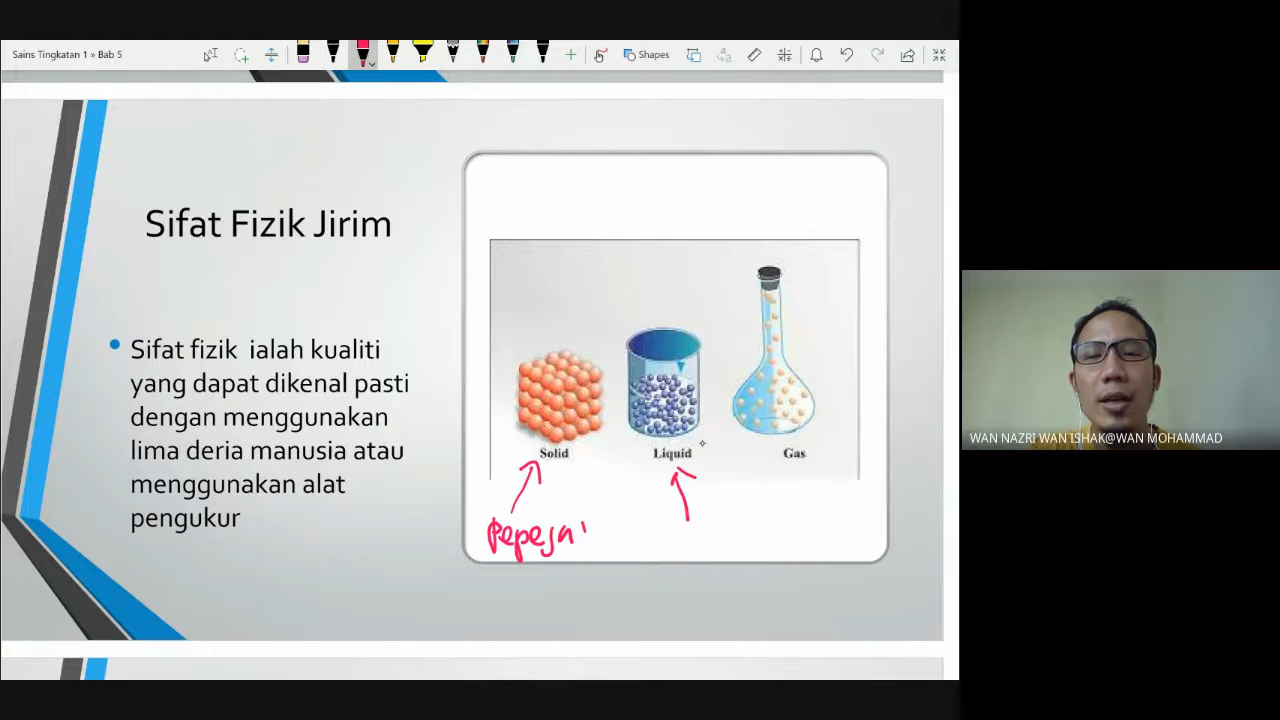 Sains Tingkatan 1 » Bab 5
Shapes
Sifat Fizik Jirim
Sifat fizik ialah kualiti
yang dapat dikenal pasti
dengan menggunakan
lima deria manusia atau
menggunakan alat
pengukur
Solid
Liquid
Gas
Pepeja
WAN NAZRI WAN ISHAK@WAN MOHAMMAD